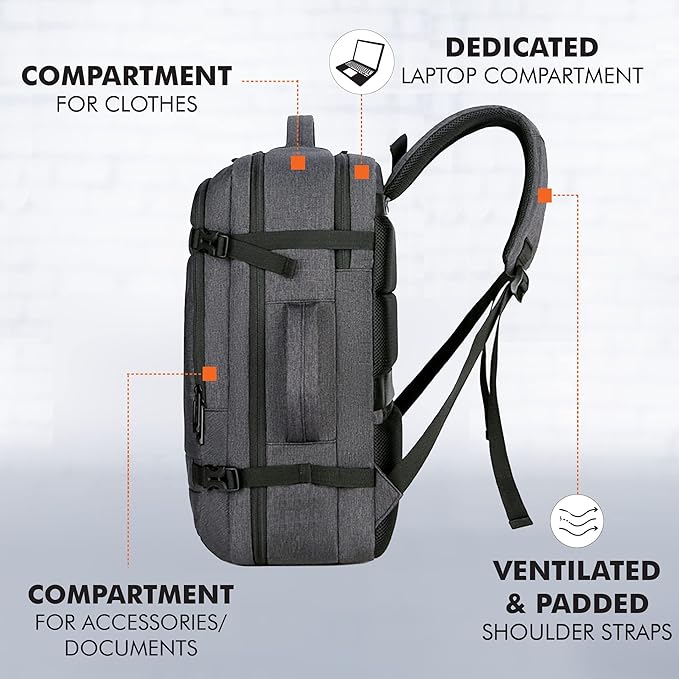 COMPARTMENT
FOR CLOTHES
DEDICATED
LAPTOP COMPARTMENT
COMPARTMENT
FOR ACCESSORIES/
DOCUMENTS
VENTILATED
& PADDED
SHOULDER STRAPS